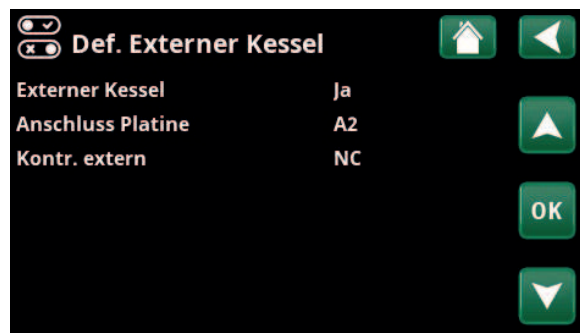 Def. Externer Kessel
Externer Kessel Ja
Anschluss Platine A2
Kontr. extern NC
OK